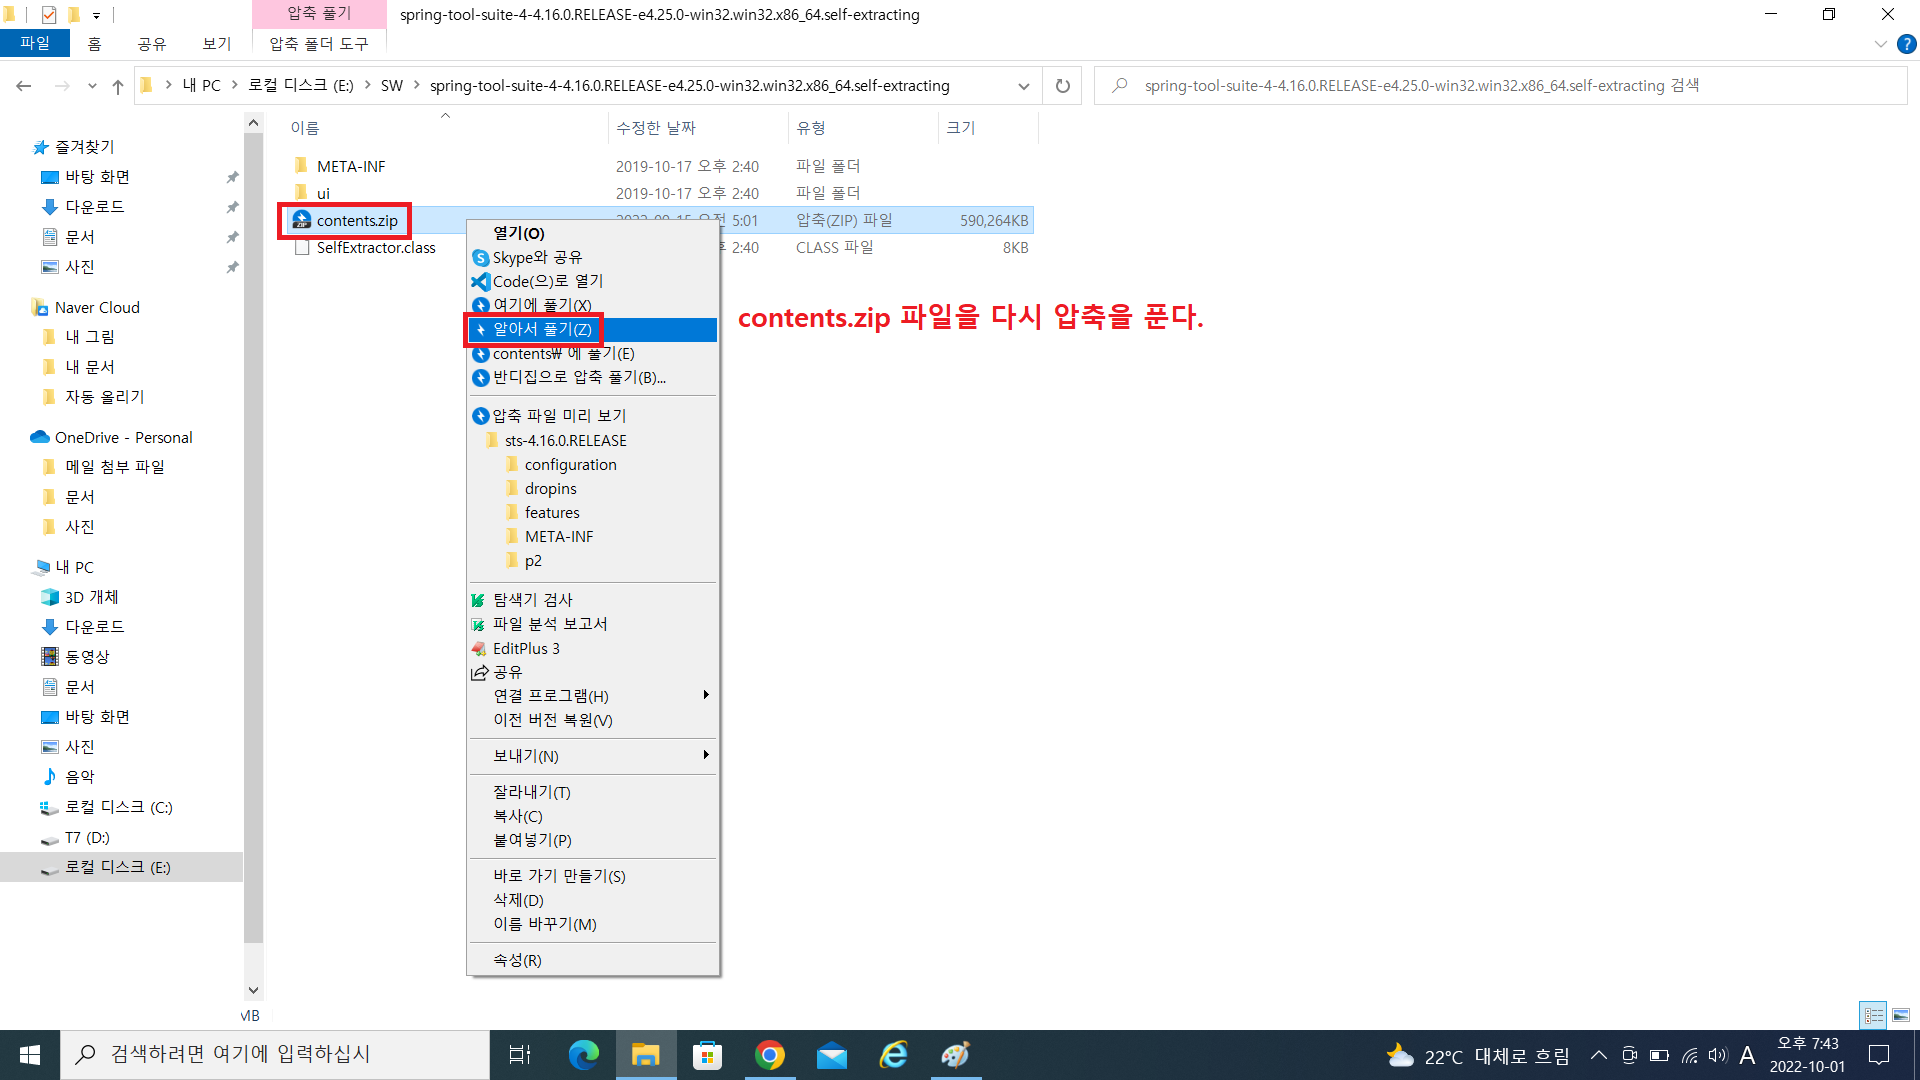 압축 풀기
spring-tool-suite-4-4.16.0.RELEASE-e4.25.0-win32.win32.x86_64.self-extracting
파일 홈 공유 보기 압축 폴더 도구
내 PC 로컬 디스크 (E:) SW spring-tool-suite-4-4.16.0.RELEASE-e4.25.0-win32.win32.x86_64.self-extracting
spring-tool-suite-4-4.16.0.RELEASE-e4.25.0-win32.win32.x86_64.self-extracting 검색
이름 수정한 날짜 유형 크기
META-INF 2019-10-17 오후 2:40 파일 폴더
ui 2019-10-17 오후 2:40 파일 폴더
contents.zip 2022-09-15 오전 5:01 압축(ZIP) 파일 590,264KB
SelfExtractor.class 2:40 CLASS 파일 8KB
즐겨찾기
바탕 화면
다운로드
문서
사진
Naver Cloud
내 그림
내 문서
자동 올리기
OneDrive - Personal
메일 첨부 파일
문서
사진
내 PC
3D 개체
다운로드
동영상
문서
바탕 화면
사진
음악
로컬 디스크 (C:)
T7 (D:)
로컬 디스크 (E:)
MB
열기(O)
Skype와 공유
Code(으)로 열기
여기에 풀기(X)
알아서 풀기(Z)
contents₩ 에 풀기(E)
반디집으로 압축 풀기(B)...
압축 파일 미리 보기
sts-4.16.0.RELEASE
configuration
dropins
features
META-INF
p2
탐색기 검사
파일 분석 보고서
EditPlus 3
공유
연결 프로그램(H)
이전 버전 복원(V)
보내기(N)
잘라내기(T)
복사(C)
붙여넣기(P)
바로 가기 만들기(S)
삭제(D)
이름 바꾸기(M)
속성(R)
contents.zip 파일을 다시 압축을 푼다.
검색하려면 여기에 입력하십시
22°C 대체로 흐림
A
오후 7:43
2022-10-01